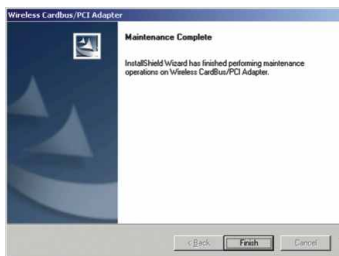 Wireless Cardbus/PCI Adapter
Maintenance Complete
InstallShield Wizard has finished performing maintenance
operations on Wireless CardBus/PCI Adapter.
< Back
Finish
Cancel